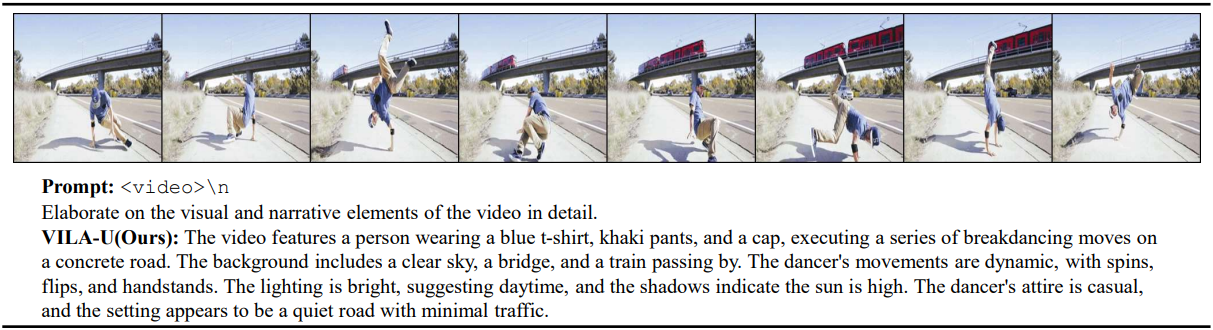 Prompt: <video>\n
Elaborate on the visual and narrative elements of the video in detail.
VILA-U(Ours): The video features a person wearing a blue t-shirt, khaki pants, and a cap, executing a series of breakdancing moves on
a concrete road. The background includes a clear sky, a bridge, and a train passing by. The dancer's movements are dynamic, with spins,
flips, and handstands. The lighting is bright, suggesting daytime, and the shadows indicate the sun is high. The dancer's attire is casual,
and the setting appears to be a quiet road with minimal traffic.